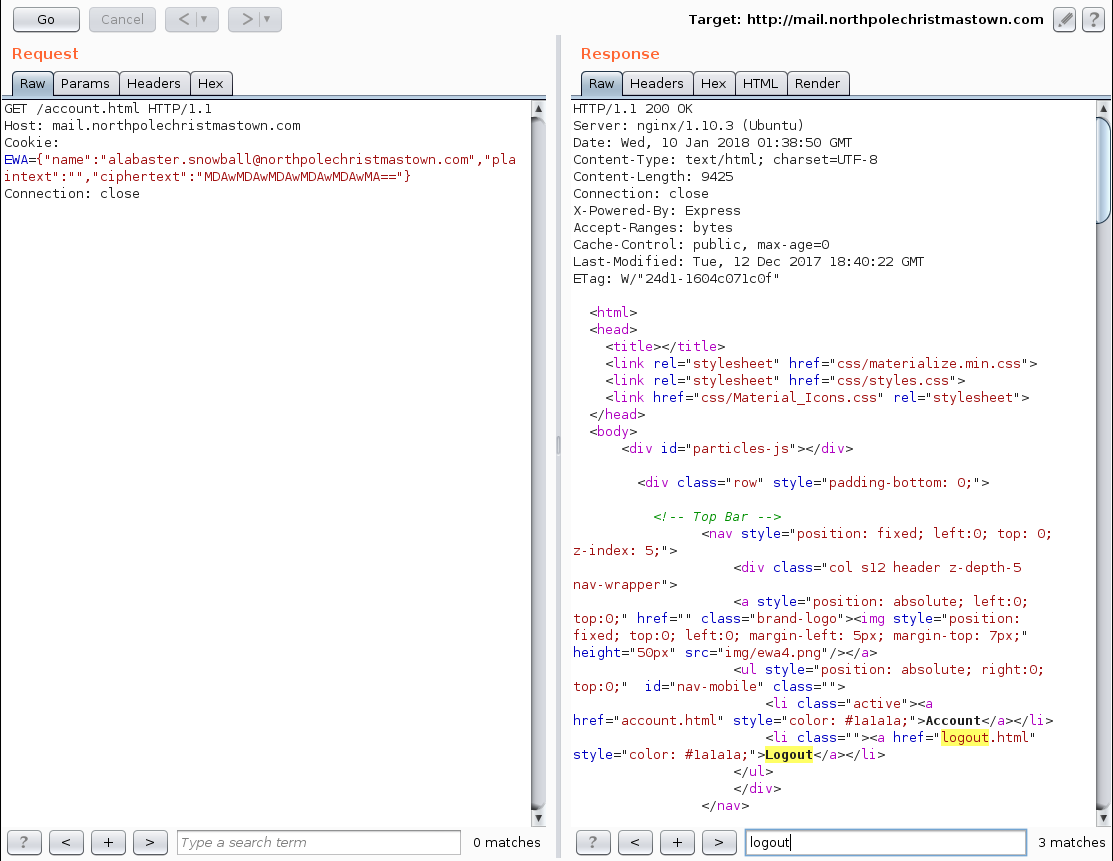 Go Cancel < ▼ > ▼ Target: http://mail.northpolechristmastown.com ?
Request
Raw Params Headers Hex
GET /account.html HTTP/1.1
Host: mail.northpolechristmastown.com
Cookie:
EWA={"name":"alabaster.snowball@northpolechristmastown.com","pla
intext":"","ciphertext":"MDAwMDAwMDAwMDAwMDAwMA=="}
Connection: close
? < + > Type a search term 0 matches
Response
Raw Headers Hex HTML Render
HTTP/1.1 200 OK
Server: nginx/1.10.3 (Ubuntu)
Date: Wed, 10 Jan 2018 01:38:50 GMT
Content-Type: text/html; charset=UTF-8
Content-Length: 9425
Connection: close
X-Powered-By: Express
Accept-Ranges: bytes
Cache-Control: public, max-age=0
Last-Modified: Tue, 12 Dec 2017 18:40:22 GMT
ETag: W/"24d1-1604c071c0f"
<html>
<head>
<title></title>
<link rel="stylesheet" href="css/materialize.min.css">
<link rel="stylesheet" href="css/styles.css">
<link href="css/Material_Icons.css" rel="stylesheet">
</head>
<body>
<div id="particles-js"></div>
<div class="row" style="padding-bottom: 0;">
<!-- Top Bar -->
<nav style="position: fixed; left:0; top: 0;
z-index: 5;">
<div class="col s12 header z-depth-5
nav-wrapper">
<a style="position: absolute; left:0;
top:0;" href="" class="brand-logo"><img style="position:
fixed; top:0; left:0; margin-left: 5px; margin-top: 7px;"
height="50px" src="img/ewa4.png"/></a>
<ul style="position: absolute; right:0;
top:0;" id="nav-mobile" class="">
<li class="active"><a
href="account.html" style="color: #1a1a1a;">Account</a></li>
<li class=""><a href="logout.html"
style="color: #1a1a1a;">Logout</a></li>
</ul>
</div>
</nav>
? < + > logout 3 matches